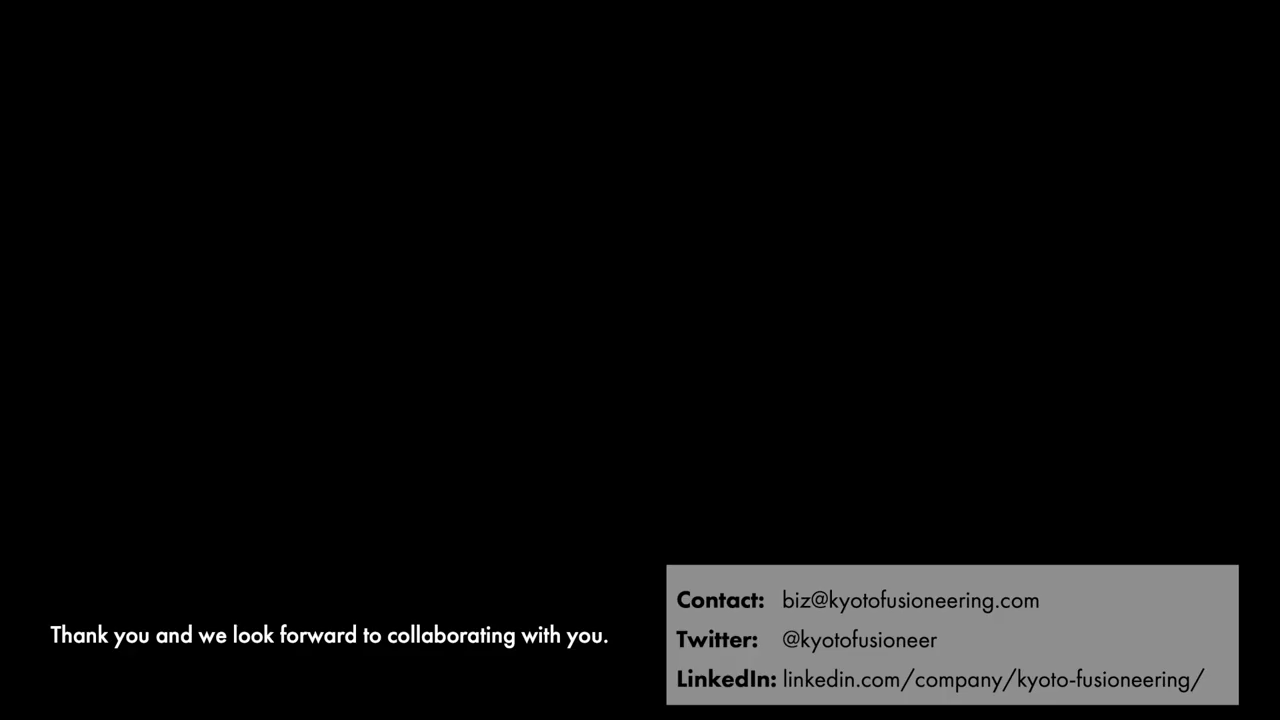 Thank you and we look forward to collaborating with you.
Contact: biz@kyotofusioneering.com
Twitter: @kyotofusioneer
LinkedIn: linkedin.com/company/kyoto-fusioneering/